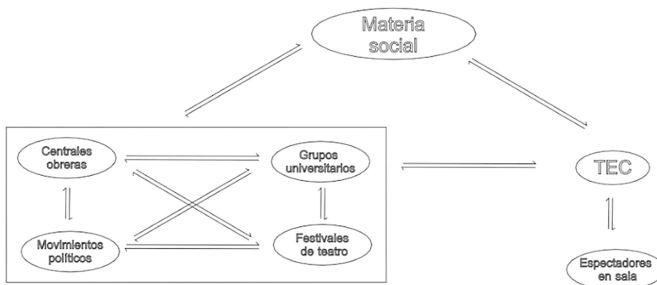 Materia
social
Centrales
obreras
Grupos
universitarios
TEC
Movimientos
políticos
Festivales
de teatro
Espectadores
en sala